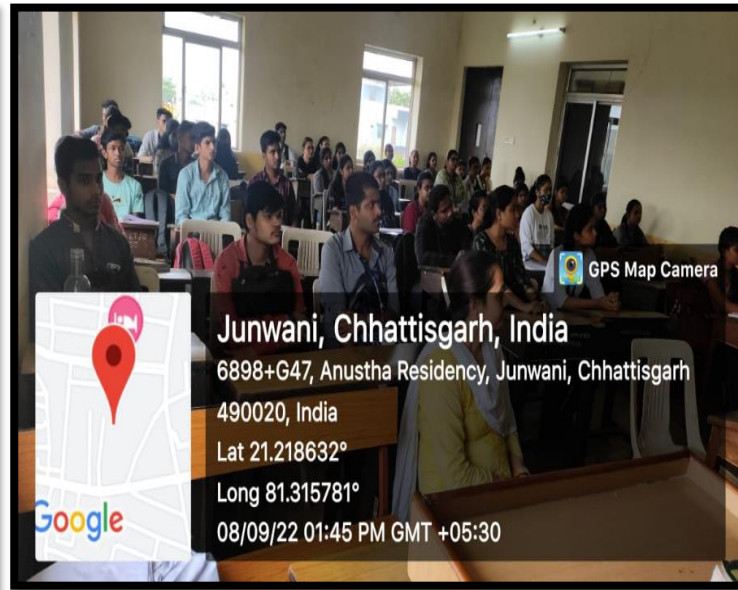 GPS Map Camera
Junwani, Chhattisgarh, India
6898+G47, Anustha Residency, Junwani, Chhattisgarh
490020, India
Lat 21.218632°
Long 81.315781°
08/09/22 01:45 PM GMT +05:30
Google